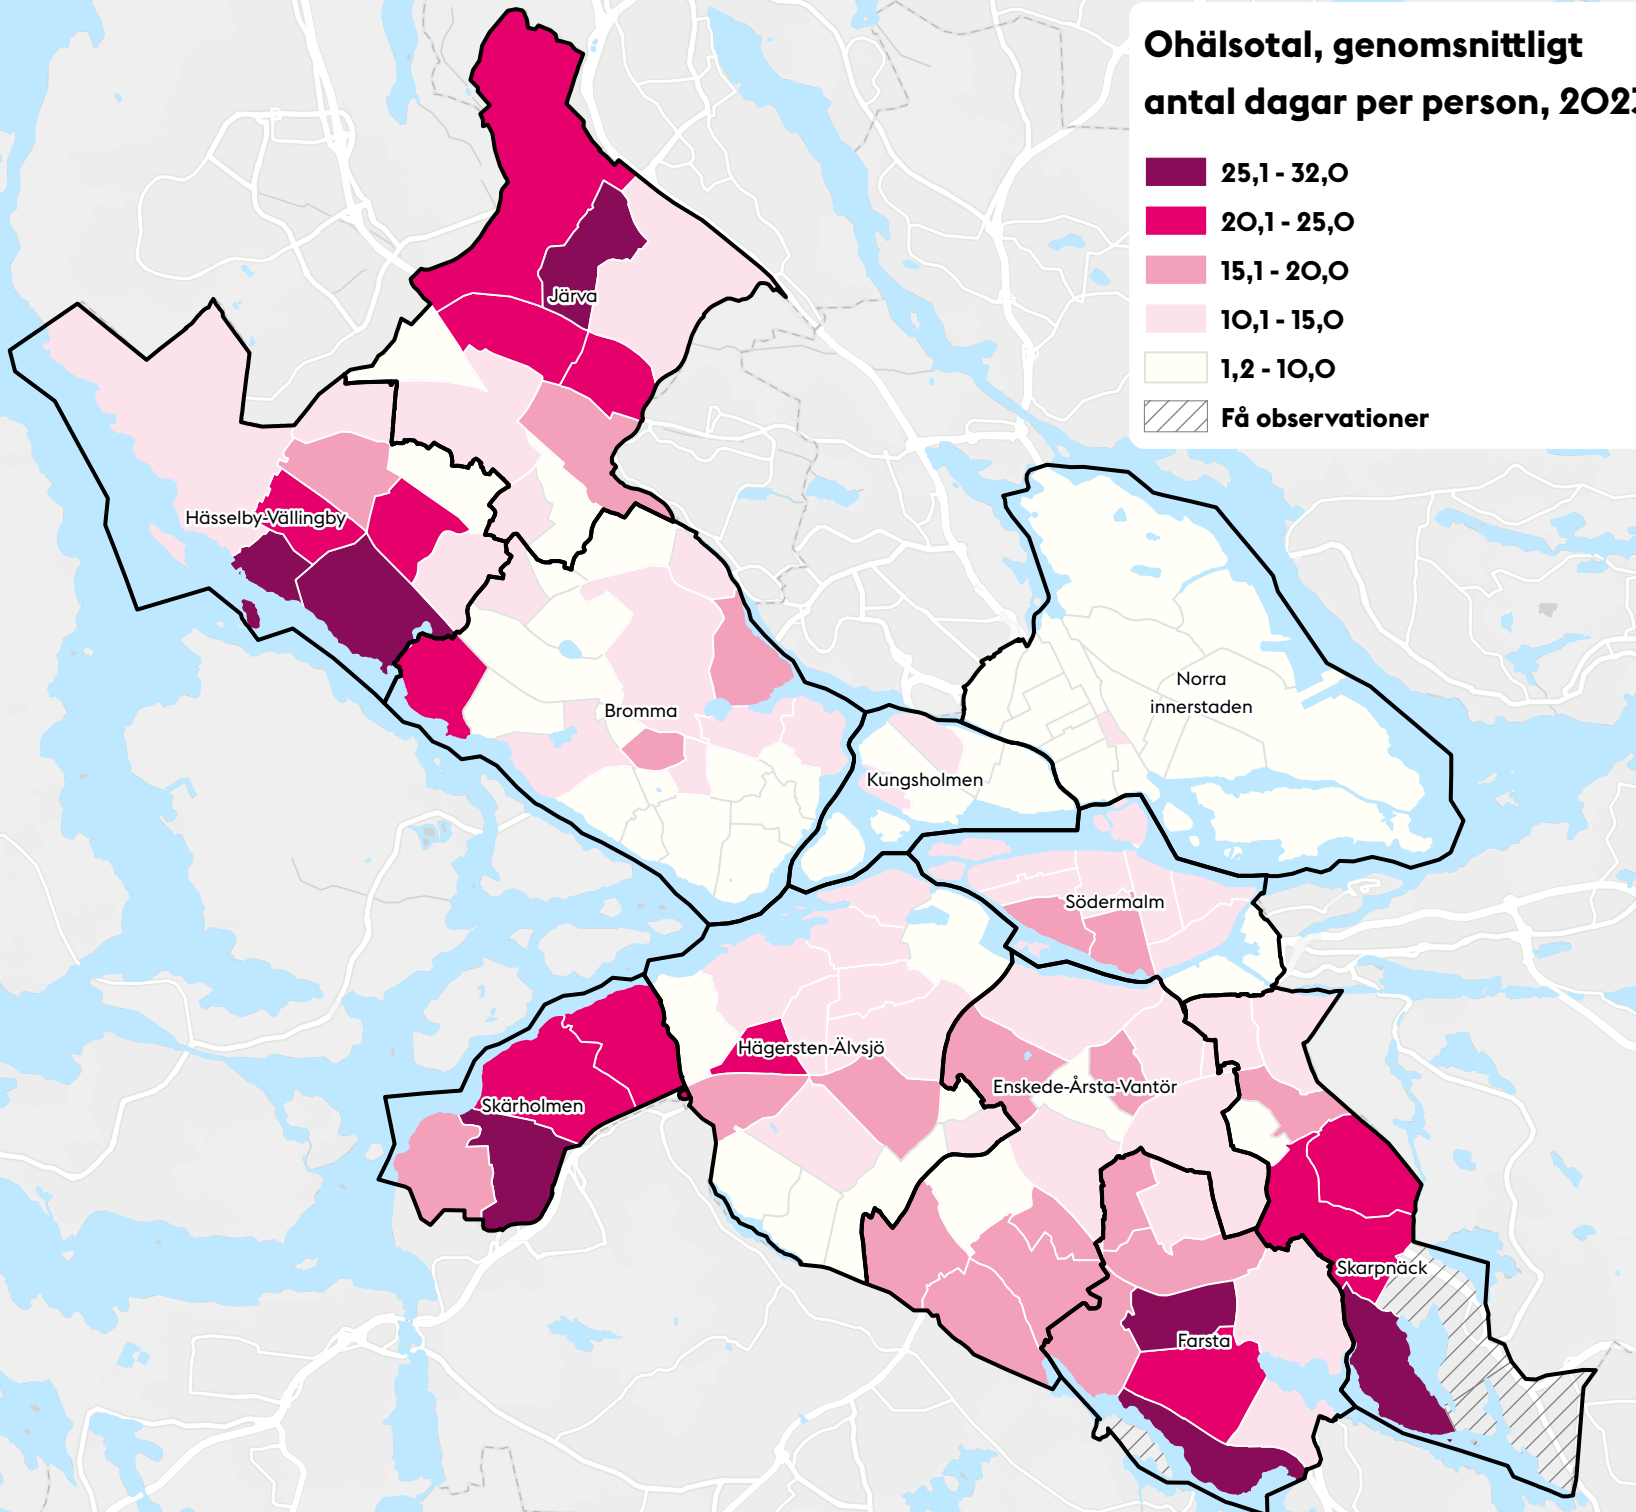 Ohälsotal, genomsnittligt
antal dagar per person, 202
25,1 - 32,0
20,1 - 25,0
15,1 - 20,0
10,1 - 15,0
1,2 - 10,0
Få observationer
Järva
Hässelby-Vällingby
Norra
innerstaden
Bromma
Kungsholmen
Södermalm
Hägersten-Älvsjö
Enskede-Årsta-Vantör
Skärholmen
Skarpnäck
Farsta